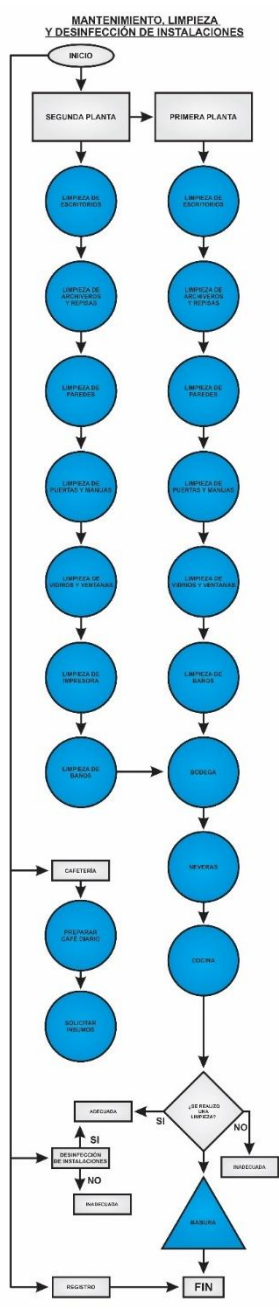 MANTENIMIENTO, LIMPIEZA
Y DESINFECCIÓN DE INSTALACIONES
INICIO
SEGUNDA PLANTA
PRIMERA PLANTA
LIMPIEZA DE
ESCRITORIOS
LIMPIEZA DE
ESCRITORIOS
LIMPIEZA DE
ARCHIVEROS
Y REPISAS
LIMPIEZA DE
ARCHIVEROS
Y REPISAS
LIMPIEZA DE
PAREDES
LIMPIEZA DE
PAREDES
LIMPIEZA DE
PUERTAS Y MANIJAS
LIMPIEZA DE
PUERTAS Y MANIJAS
LIMPIEZA DE
VIDRIOS Y VENTANAS
LIMPIEZA DE
VIDRIOS Y VENTANAS
LIMPIEZA DE
IMPRESORA
LIMPIEZA DE
BAÑOS
LIMPIEZA DE
BAÑOS
BODEGA
NEVERAS
CAFETERÍA
PREPARAR
CAFÉ DIARIO
COCINA
SOLICITAR
INSUMOS
¿SE REALIZO
UNA
LIMPIEZA?
ADECUADA
SI
NO
INADECUADA
SI
DESINFECCIÓN
DE INSTALACIONES
NO
INADECUADA
BASURA
REGISTRO
FIN